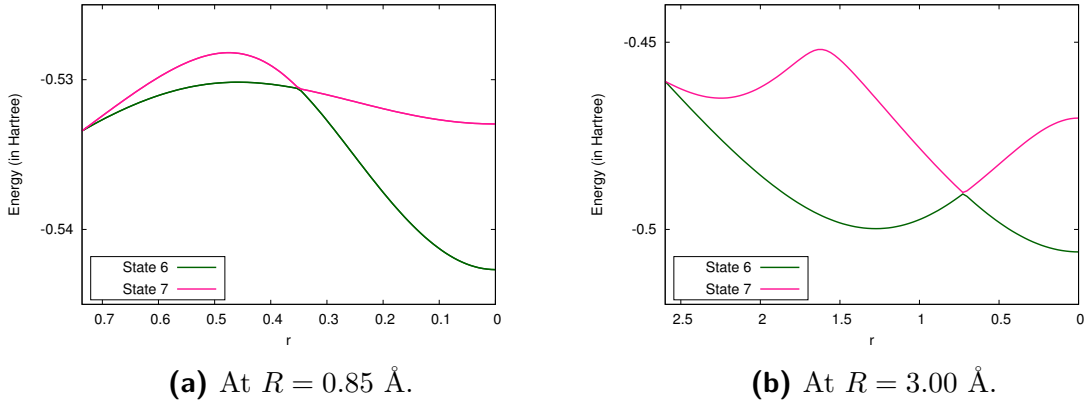 -0.53
-0.54
Energy (in Hartree)
State 6
State 7
0.7 0.6 0.5 0.4 0.3 0.2 0.1 0
r
(a) At R = 0.85 Å.
-0.45
-0.5
Energy (in Hartree)
State 6
State 7
2.5 2 1.5 1 0.5 0
r
(b) At R = 3.00 Å.